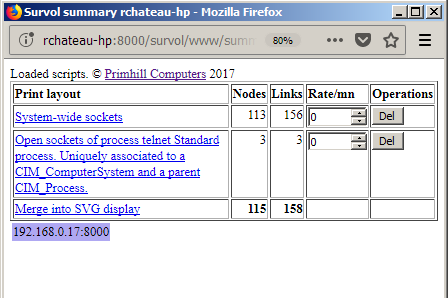 Survol summary rchateau-hp - Mozilla Firefox
rchateau-hp:8000/survol/www/sum 80%
Loaded scripts. © Primhill Computers 2017
Print layout Nodes Links Rate/mn Operations
System-wide sockets 113 156 0 Del
Open sockets of process telnet Standard 3 3 0 Del
process. Uniquely associated to a
CIM_ComputerSystem and a parent
CIM_Process.
Merge into SVG display 115 158
192.168.0.17:8000